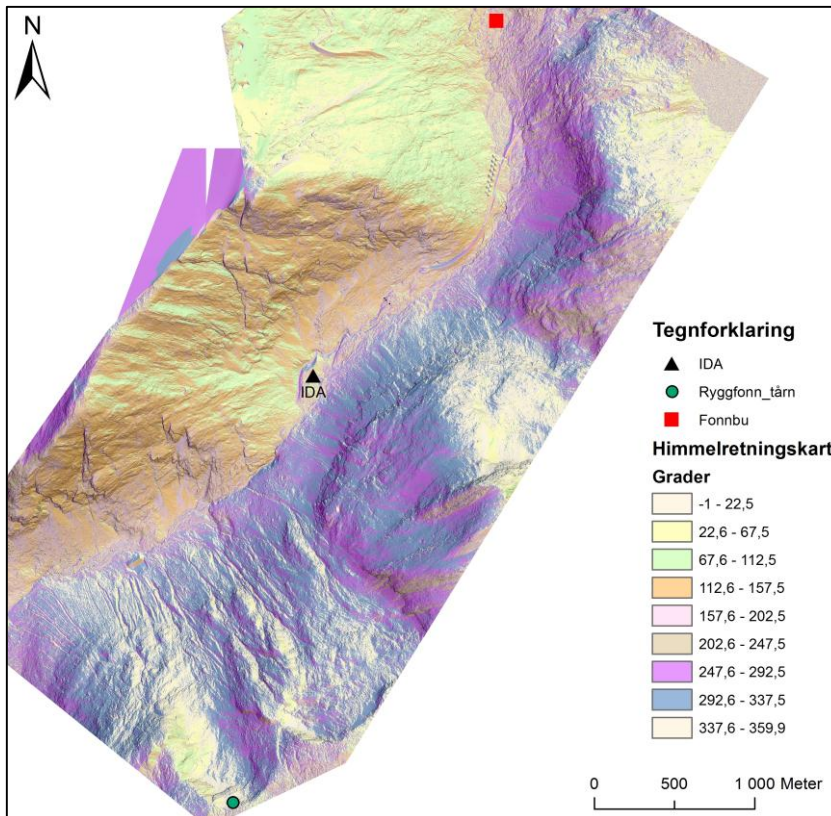 N
IDA
Tegnforklaring
IDA
Ryggfonn_tårn
Fonnbu
Himmelretningskart
Grader
-1 - 22,5
22,6 - 67,5
67,6 - 112,5
112,6 - 157,5
157,6 - 202,5
202,6 - 247,5
247,6 - 292,5
292,6 - 337,5
337,6 - 359,9
0 500 1 000 Meter